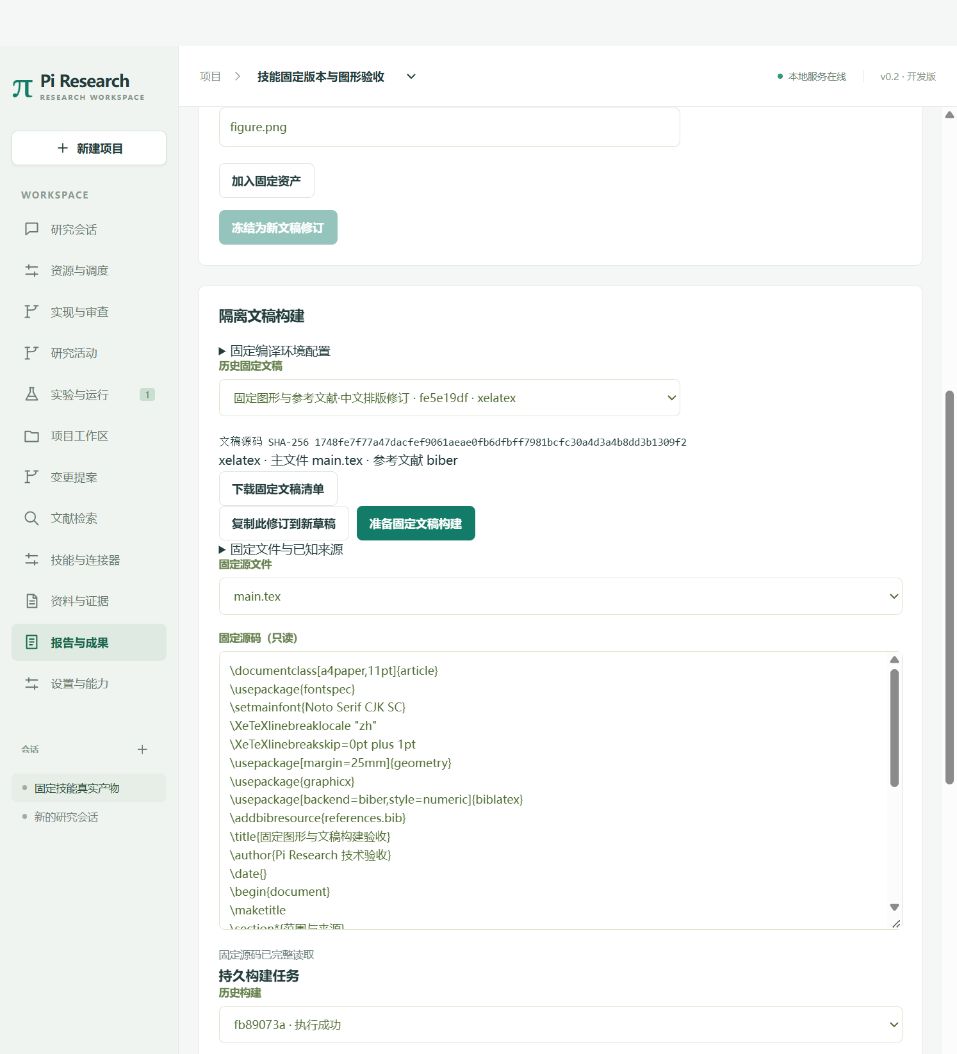 π Pi Research
RESEARCH WORKSPACE
+ 新建项目
WORKSPACE
研究会话
资源与调度
实现与审查
研究活动
实验与运行 1
项目工作区
变更提案
文献检索
技能与连接器
资料与证据
报告与成果
设置与能力
会话 +
固定技能真实产物
新的研究会话
项目 > 技能固定版本与图形验收
本地服务在线
v0.2 · 开发版
figure.png
加入固定资产
冻结为新文稿修订
隔离文稿构建
▶ 固定编译环境配置
历史固定文稿
固定图形与参考文献·中文排版修订 · fe5e19df · xelatex
文稿源码 SHA-256 1748fe7f77a47dacfef9061aeae0fb6dfbff7981bcfc30a4d3a4b8dd3b1309f2
xelatex · 主文件 main.tex · 参考文献 biber
下载固定文稿清单
复制此修订到新草稿
准备固定文稿构建
▶ 固定文件与已知来源
固定源文件
main.tex
固定源码（只读）
\documentclass[a4paper,11pt]{article}
\usepackage{fontspec}
\setmainfont{Noto Serif CJK SC}
\XeTeXlinebreaklocale "zh"
\XeTeXlinebreakskip=0pt plus 1pt
\usepackage[margin=25mm]{geometry}
\usepackage{graphicx}
\usepackage[backend=biber,style=numeric]{biblatex}
\addbibresource{references.bib}
\title{固定图形与文稿构建验收}
\author{Pi Research 技术验收}
\date{}
\begin{document}
\maketitle
\section*{范围与来源}
固定源码已完整读取
持久构建任务
历史构建
fb89073a · 执行成功